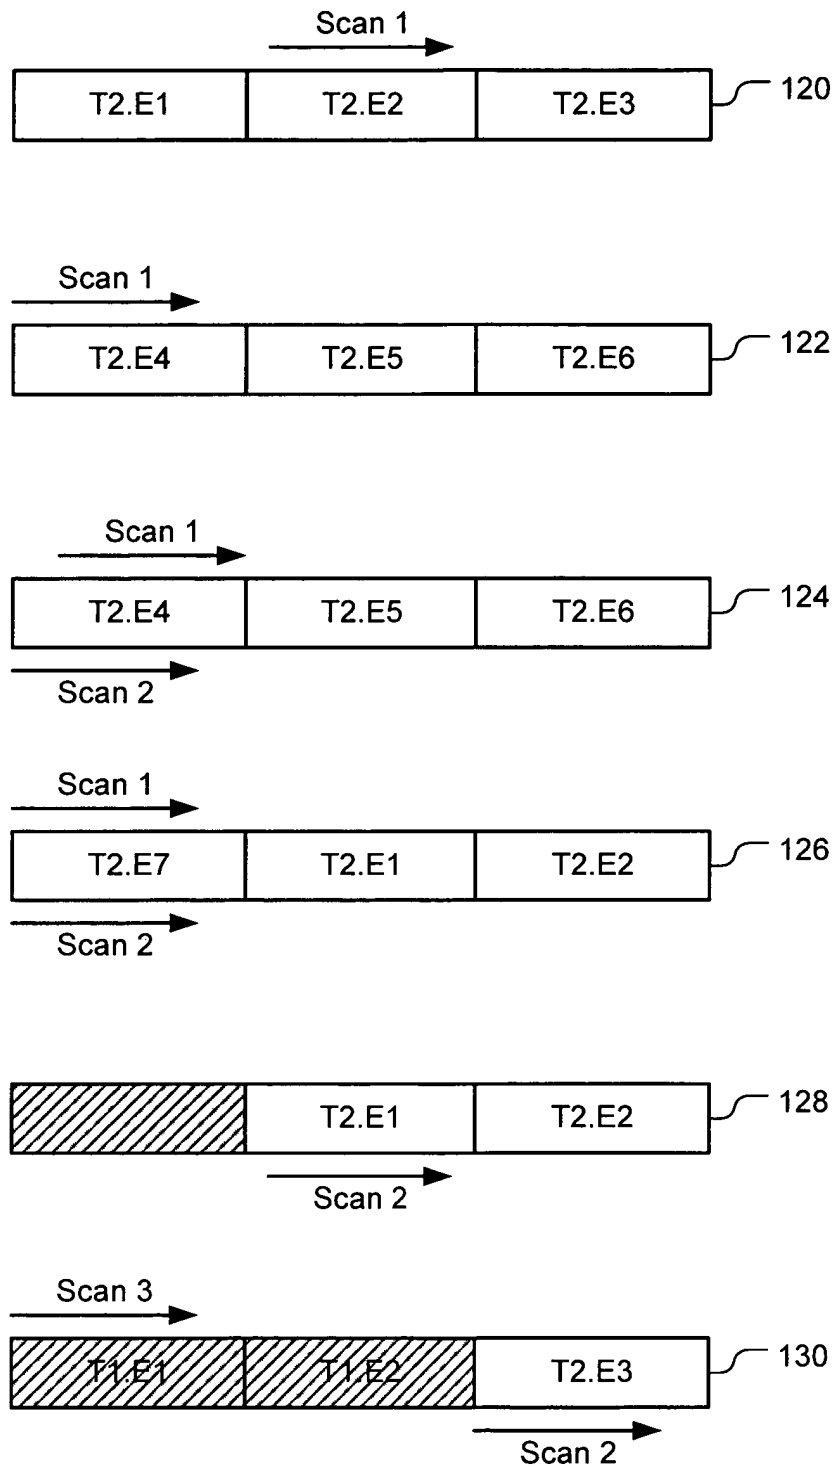 Scan 1
T2.E1 T2.E2 T2.E3 120
Scan 1
T2.E4 T2.E5 T2.E6 122
Scan 1
T2.E4 T2.E5 T2.E6 124
Scan 2
Scan 1
T2.E7 T2.E1 T2.E2 126
Scan 2
T2.E1 T2.E2 128
Scan 2
Scan 3
T1.E1 T1.E2 T2.E3 130
Scan 2